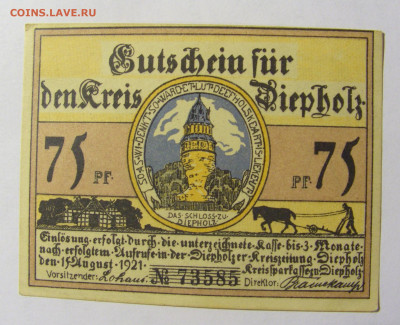 COINS.LAVE.RU
Gutschein für
den Kreis Diepholz
75 Pf. 75 Pf.
DAS SCHLOSS ZU
DIEPHOLZ
Einlösung erfolgt durch die unterzeichnete Kasse bis 3 Monate
nach erfolgtem Aufrufe in der Diepholzer Kreiszeitung Diepholz
den 15 August 1921. № 73585 Kreissparkasse zu Diepholz
Vorsitzender: Direktor: